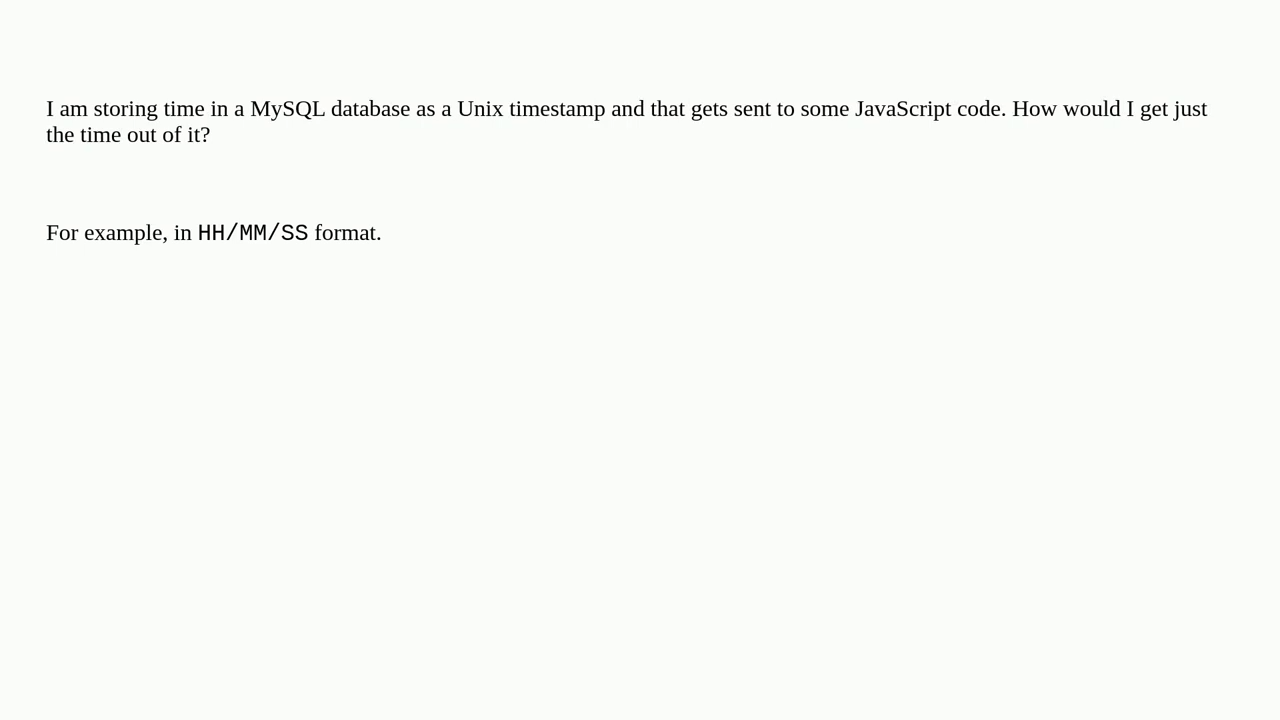 I am storing time in a MySQL database as a Unix timestamp and that gets sent to some JavaScript code. How would I get just
the time out of it?
For example, in HH/MM/SS format.